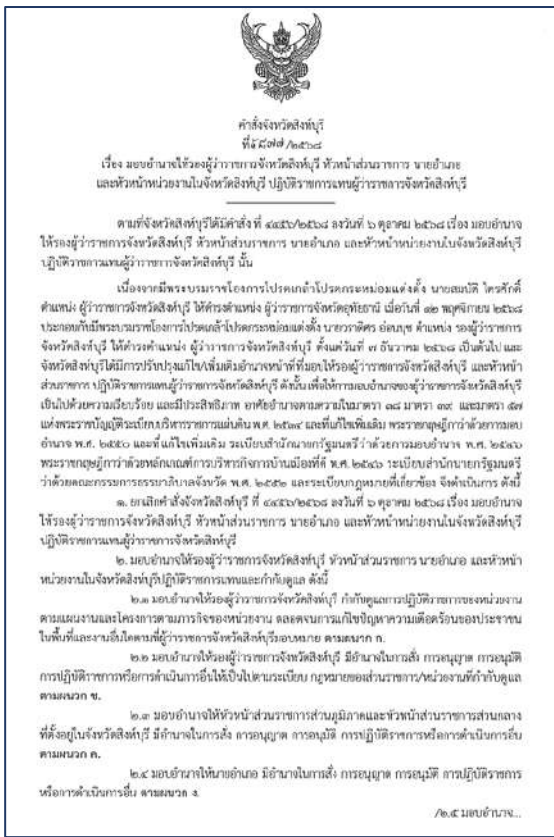 คำสั่งจังหวัดสิงห์บุรี
ที่ /๒๕๖๘
เรื่อง มอบอำนาจให้รองผู้ว่าราชการจังหวัดสิงห์บุรี หัวหน้าส่วนราชการ นายอำเภอ
และหัวหน้าหน่วยงานในจังหวัดสิงห์บุรี ปฏิบัติราชการแทนผู้ว่าราชการจังหวัดสิงห์บุรี
ตามที่จังหวัดสิงห์บุรีได้มีคำสั่ง ที่ ๔๔๕๖/๒๕๖๘ ลงวันที่ ๖ ตุลาคม ๒๕๖๘ เรื่อง มอบอำนาจ
ให้รองผู้ว่าราชการจังหวัดสิงห์บุรี หัวหน้าส่วนราชการ นายอำเภอ และหัวหน้าหน่วยงานในจังหวัดสิงห์บุรี
ปฏิบัติราชการแทนผู้ว่าราชการจังหวัดสิงห์บุรี นั้น
เนื่องจากมีพระบรมราชโองการโปรดเกล้าโปรดกระหม่อมแต่งตั้ง นายสมบัติ ไตรศักดิ์
ตำแหน่ง ผู้ว่าราชการจังหวัดสิงห์บุรี ให้ดำรงตำแหน่ง ผู้ว่าราชการจังหวัดอุทัยธานี เมื่อวันที่ ๑๒ พฤศจิกายน ๒๕๖๘
ประกอบกับมีพระบรมราชโองการโปรดเกล้าโปรดกระหม่อมแต่งตั้ง นายวราดิศร อ่อนนุช ตำแหน่ง รองผู้ว่าราชการ
จังหวัดสิงห์บุรี ให้ดำรงตำแหน่ง ผู้ว่าราชการจังหวัดสิงห์บุรี ตั้งแต่วันที่ ๗ ธันวาคม ๒๕๖๘ เป็นต้นไป และ
จังหวัดสิงห์บุรีได้มีการปรับปรุงแก้ไข/เพิ่มเติมอำนาจหน้าที่ที่มอบให้รองผู้ว่าราชการจังหวัดสิงห์บุรี และหัวหน้า
ส่วนราชการ ปฏิบัติราชการแทนผู้ว่าราชการจังหวัดสิงห์บุรี ดังนั้น เพื่อให้การมอบอำนาจของผู้ว่าราชการจังหวัดสิงห์บุรี
เป็นไปด้วยความเรียบร้อย และมีประสิทธิภาพ อาศัยอำนาจตามความในมาตรา ๓๘ มาตรา ๓๙ และมาตรา ๕๗
แห่งพระราชบัญญัติระเบียบบริหารราชการแผ่นดิน พ.ศ. ๒๕๓๔ และที่แก้ไขเพิ่มเติม พระราชกฤษฎีกาว่าด้วยการมอบ
อำนาจ พ.ศ. ๒๕๕๐ และที่แก้ไขเพิ่มเติม ระเบียบสำนักนายกรัฐมนตรีว่าด้วยการมอบอำนาจ พ.ศ. ๒๕๔๖
พระราชกฤษฎีกาว่าด้วยหลักเกณฑ์การบริหารกิจการบ้านเมืองที่ดี พ.ศ. ๒๕๔๖ ระเบียบสำนักนายกรัฐมนตรี
ว่าด้วยคณะกรรมการธรรมาภิบาลจังหวัด พ.ศ. ๒๕๕๒ และระเบียบกฎหมายที่เกี่ยวข้อง จึงดำเนินการ ดังนี้
๑. ยกเลิกคำสั่งจังหวัดสิงห์บุรี ที่ ๔๔๕๖/๒๕๖๘ ลงวันที่ ๖ ตุลาคม ๒๕๖๘ เรื่อง มอบอำนาจ
ให้รองผู้ว่าราชการจังหวัดสิงห์บุรี หัวหน้าส่วนราชการ นายอำเภอ และหัวหน้าหน่วยงานในจังหวัดสิงห์บุรี
ปฏิบัติราชการแทนผู้ว่าราชการจังหวัดสิงห์บุรี
๒. มอบอำนาจให้รองผู้ว่าราชการจังหวัดสิงห์บุรี หัวหน้าส่วนราชการ นายอำเภอ และหัวหน้า
หน่วยงานในจังหวัดสิงห์บุรีปฏิบัติราชการแทนและกำกับดูแล ดังนี้
๒.๑ มอบอำนาจให้รองผู้ว่าราชการจังหวัดสิงห์บุรี กำกับดูแลการปฏิบัติราชการของหน่วยงาน
ตามแผนงานและโครงการตามภารกิจของหน่วยงาน ตลอดจนการแก้ไขปัญหาความเดือดร้อนของประชาชน
ในพื้นที่และงานอื่นใดตามที่ผู้ว่าราชการจังหวัดสิงห์บุรีมอบหมาย ตามผนวก ก.
๒.๒ มอบอำนาจให้รองผู้ว่าราชการจังหวัดสิงห์บุรี มีอำนาจในการสั่ง การอนุญาต การอนุมัติ
การปฏิบัติราชการหรือการดำเนินการอื่นให้เป็นไปตามระเบียบ กฎหมายของส่วนราชการ/หน่วยงานที่กำกับดูแล
ตามผนวก ข.
๒.๓ มอบอำนาจให้หัวหน้าส่วนราชการส่วนภูมิภาคและหัวหน้าส่วนราชการส่วนกลาง
ที่ตั้งอยู่ในจังหวัดสิงห์บุรี มีอำนาจในการสั่ง การอนุญาต การอนุมัติ การปฏิบัติราชการหรือการดำเนินการอื่น
ตามผนวก ค.
๒.๔ มอบอำนาจให้นายอำเภอ มีอำนาจในการสั่ง การอนุญาต การอนุมัติ การปฏิบัติราชการ
หรือการดำเนินการอื่น ตามผนวก ง.
/๒.๕ มอบอำนาจ...